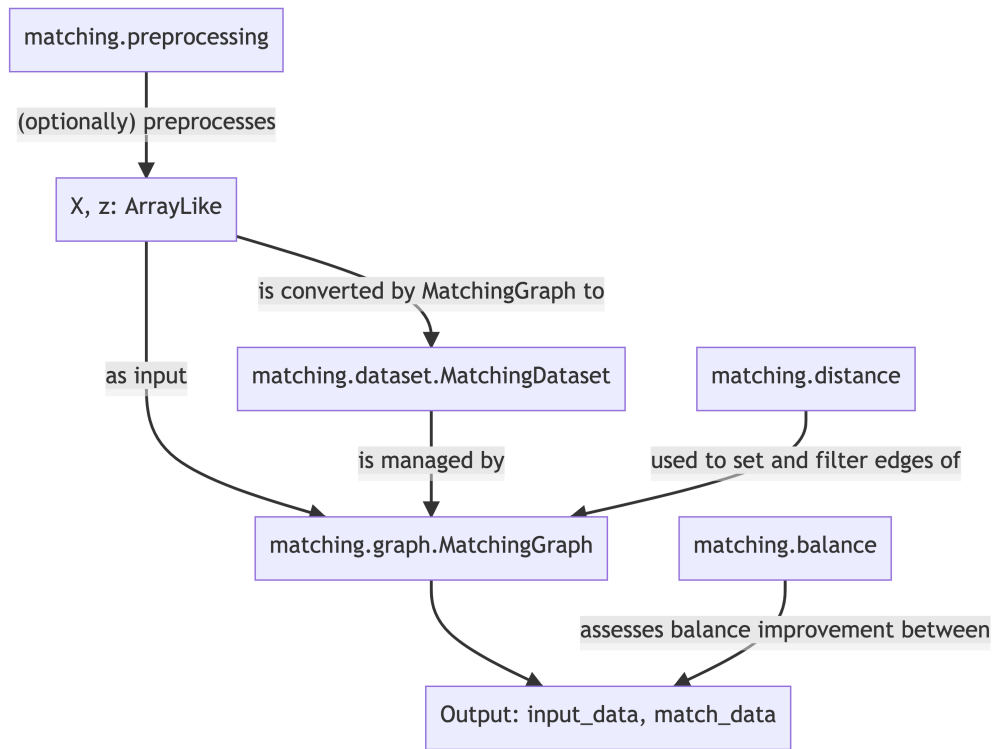 matching.preprocessing
(optionally) preprocesses
X, z: ArrayLike
is converted by MatchingGraph to
as input
matching.dataset.MatchingDataset
matching.distance
is managed by
used to set and filter edges of
matching.graph.MatchingGraph
matching.balance
assesses balance improvement between
Output: input_data, match_data